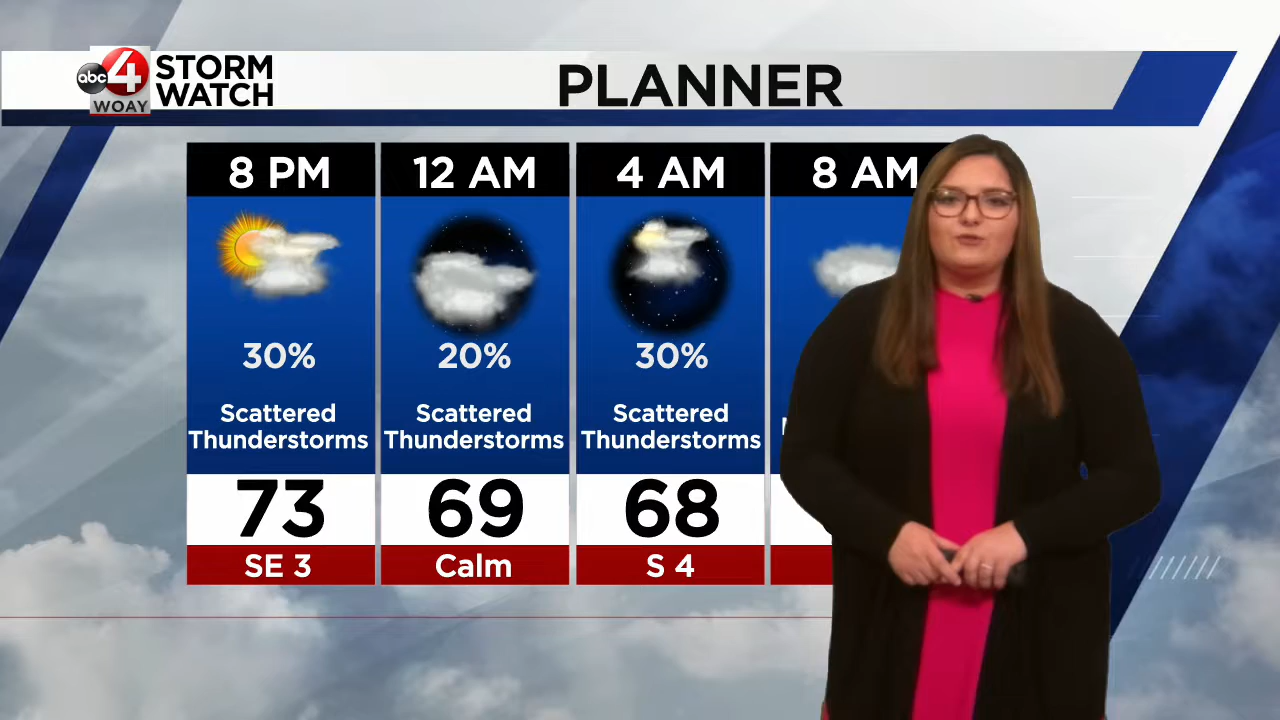 abc 4
WOAY
STORM
WATCH
PLANNER
8 PM
12 AM
4 AM
8 AM
30%
20%
30%
Scattered
Thunderstorms
Scattered
Thunderstorms
Scattered
Thunderstorms
73
69
68
SE 3
Calm
S 4